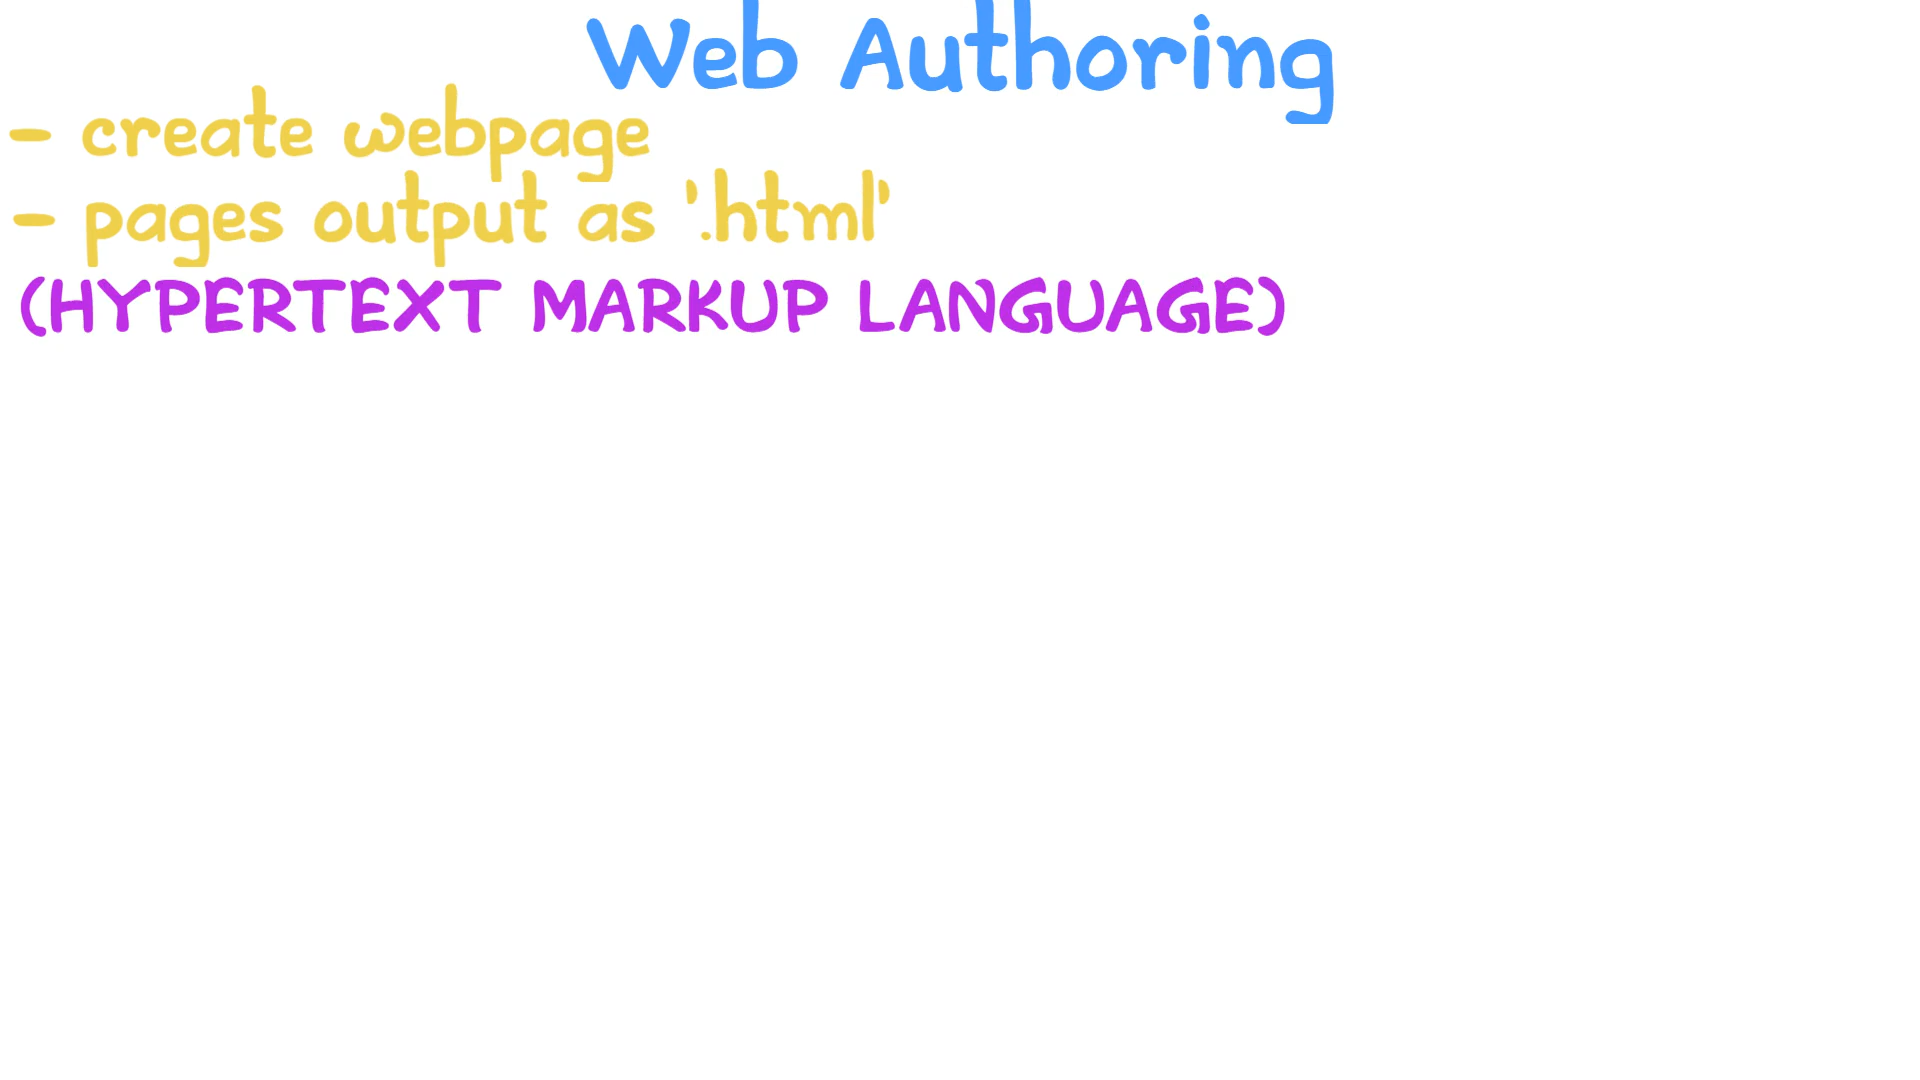 Web Authoring
- create webpage
- pages output as '.html'
(HYPERTEXT MARKUP LANGUAGE)